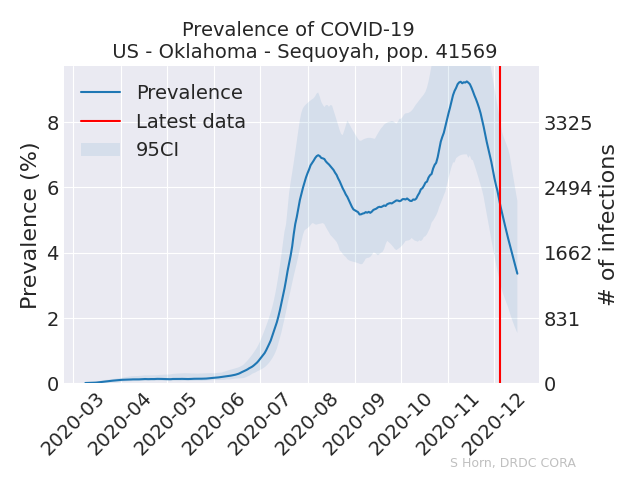 Prevalence of COVID-19
US - Oklahoma - Sequoyah, pop. 41569
Prevalence
Latest data
95CI
Prevalence (%)
8
6
4
2
0
3325
2494
1662
831
0
# of infections
2020-03
2020-04
2020-05
2020-06
2020-07
2020-08
2020-09
2020-10
2020-11
2020-12
S Horn, DRDC CORA